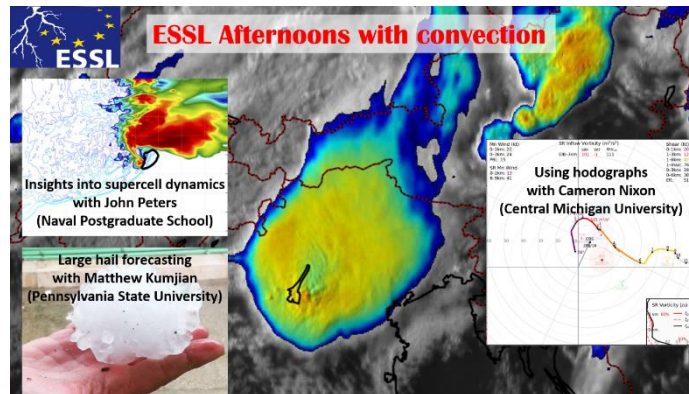 ESSL
ESSL Afternoons with convection
Insights into supercell dynamics
with John Peters
(Naval Postgraduate School)
Using hodographs
with Cameron Nixon
(Central Michigan University)
Large hail forecasting
with Matthew Kumjian
(Pennsylvania State University)